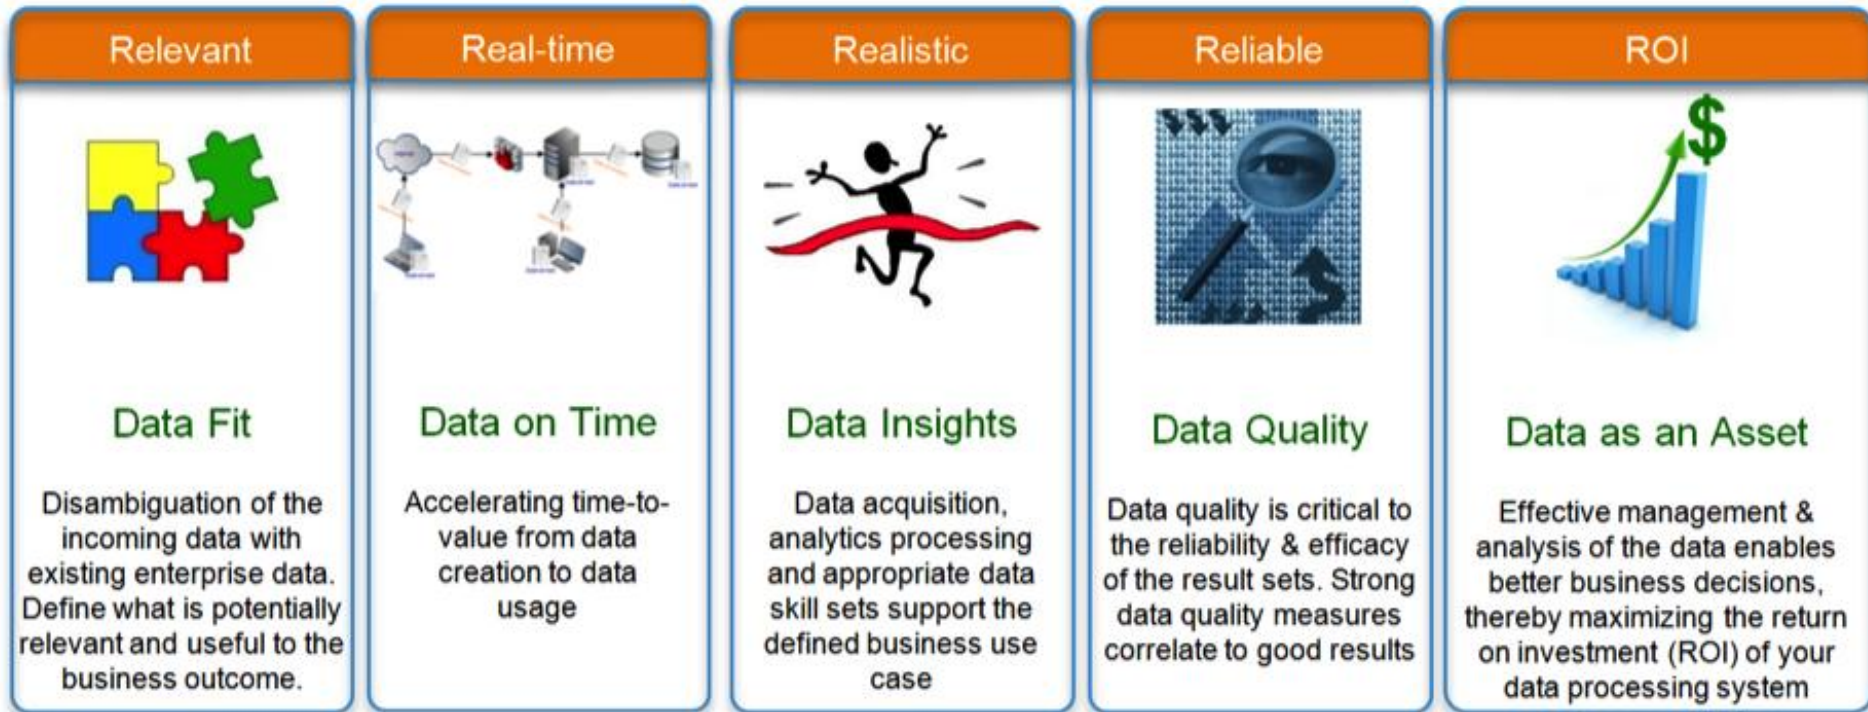 Relevant
Data Fit
Disambiguation of the
incoming data with
existing enterprise data.
Define what is potentially
relevant and useful to the
business outcome.
Real-time
Data on Time
Accelerating time-to-
value from data
creation to data
usage
Realistic
Data Insights
Data acquisition,
analytics processing
and appropriate data
skill sets support the
defined business use
case
Reliable
Data Quality
Data quality is critical to
the reliability & efficacy
of the result sets. Strong
data quality measures
correlate to good results
ROI
$
Data as an Asset
Effective management &
analysis of the data enables
better business decisions,
thereby maximizing the return
on investment (ROI) of your
data processing system